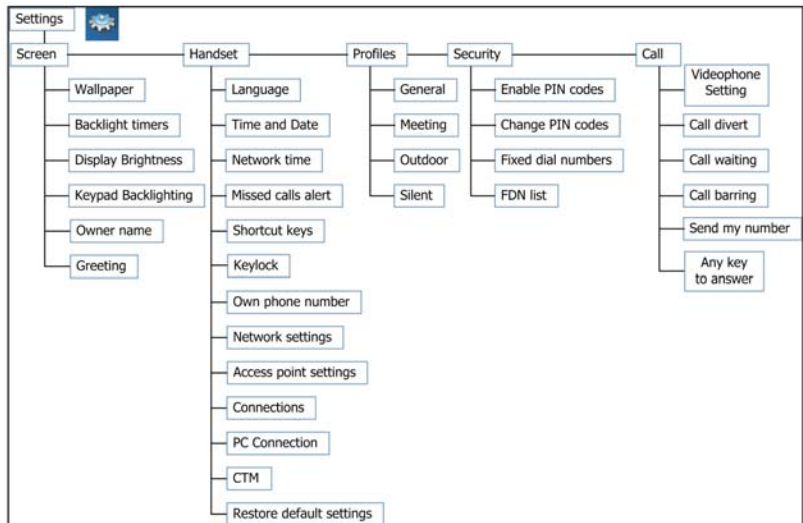 Settings
Screen
Handset
Profiles
Security
Call
Wallpaper
Backlight timers
Display Brightness
Keypad Backlighting
Owner name
Greeting
Language
Time and Date
Network time
Missed calls alert
Shortcut keys
Keylock
Own phone number
Network settings
Access point settings
Connections
PC Connection
CTM
Restore default settings
General
Meeting
Outdoor
Silent
Enable PIN codes
Change PIN codes
Fixed dial numbers
FDN list
Videophone
Setting
Call divert
Call waiting
Call barring
Send my number
Any key
to answer